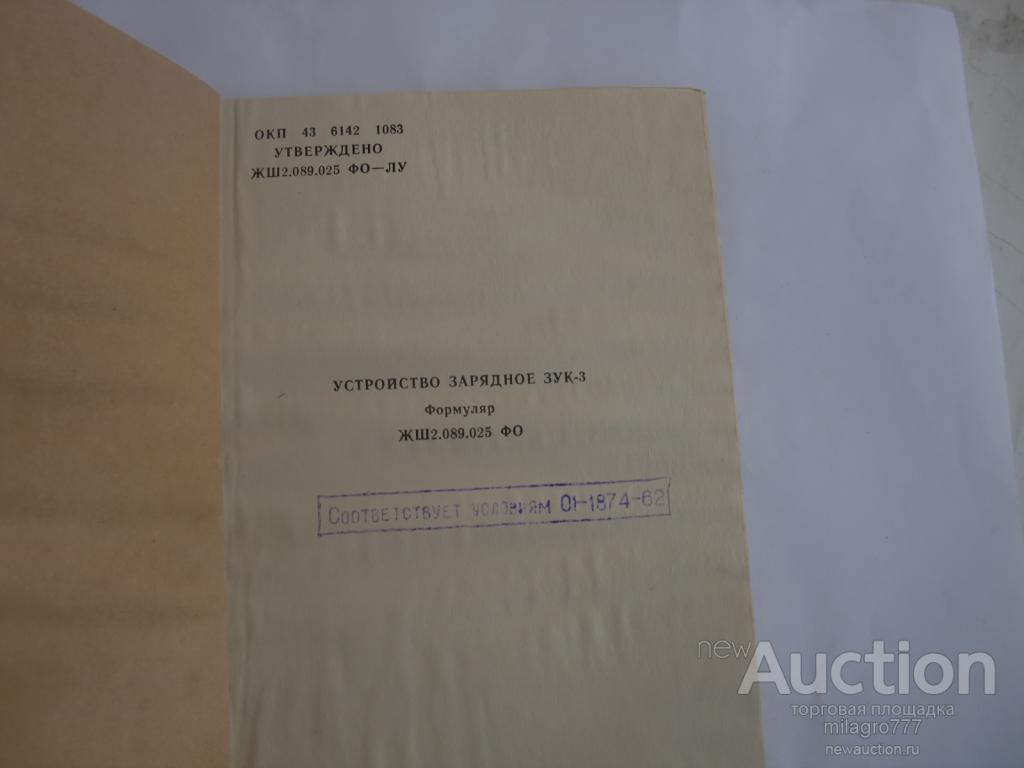 ОКП 43 6142 1083
УТВЕРЖДЕНО
ЖШ2.089.025 ФО—ЛУ
УСТРОЙСТВО ЗАРЯДНОЕ ЗУК-3
Формуляр
ЖШ2.089.025 ФО
Соответствует условиям 01-1874-62
newAuction
торговая площадка
milagro777
newauction.ru